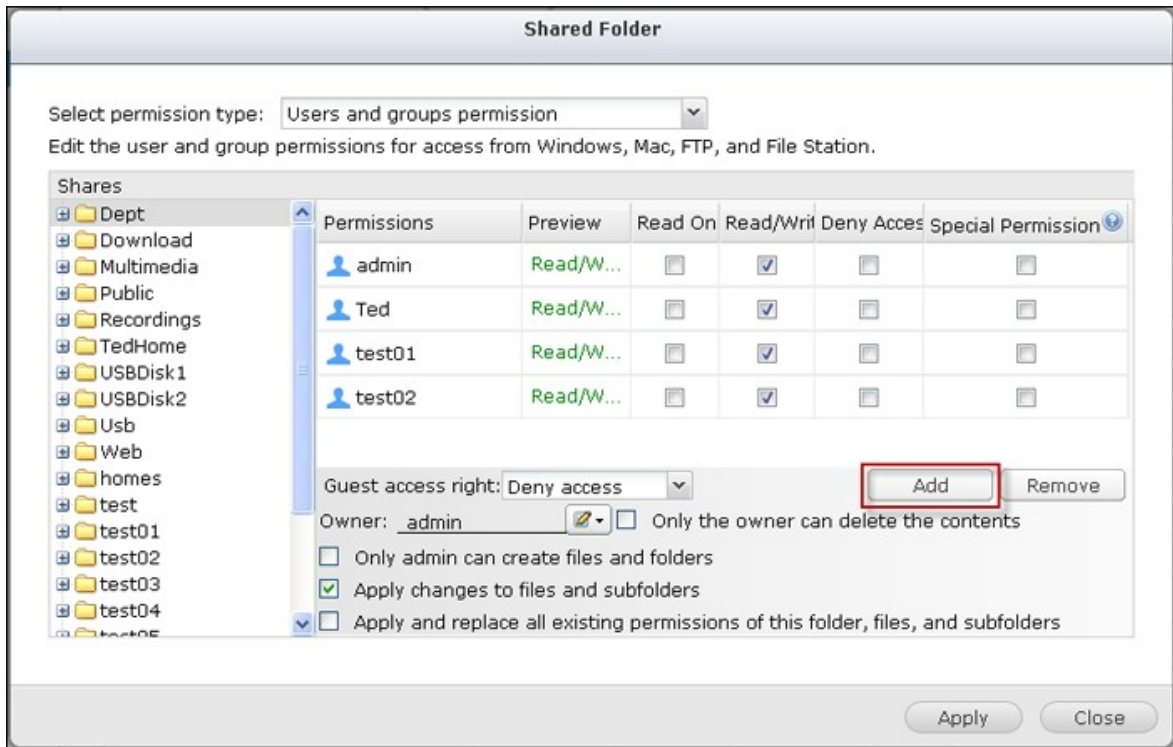 Shared Folder
Select permission type: Users and groups permission
Edit the user and group permissions for access from Windows, Mac, FTP, and File Station.
Shares
Dept
Download
Multimedia
Public
Recordings
TedHome
USBDisk1
USBDisk2
Usb
Web
homes
test
test01
test02
test03
test04
Permissions Preview Read On Read/Writ Deny Acces Special Permission
admin Read/W...
Ted Read/W...
test01 Read/W...
test02 Read/W...
Guest access right: Deny access Add Remove
Owner: admin Only the owner can delete the contents
Only admin can create files and folders
Apply changes to files and subfolders
Apply and replace all existing permissions of this folder, files, and subfolders
Apply Close